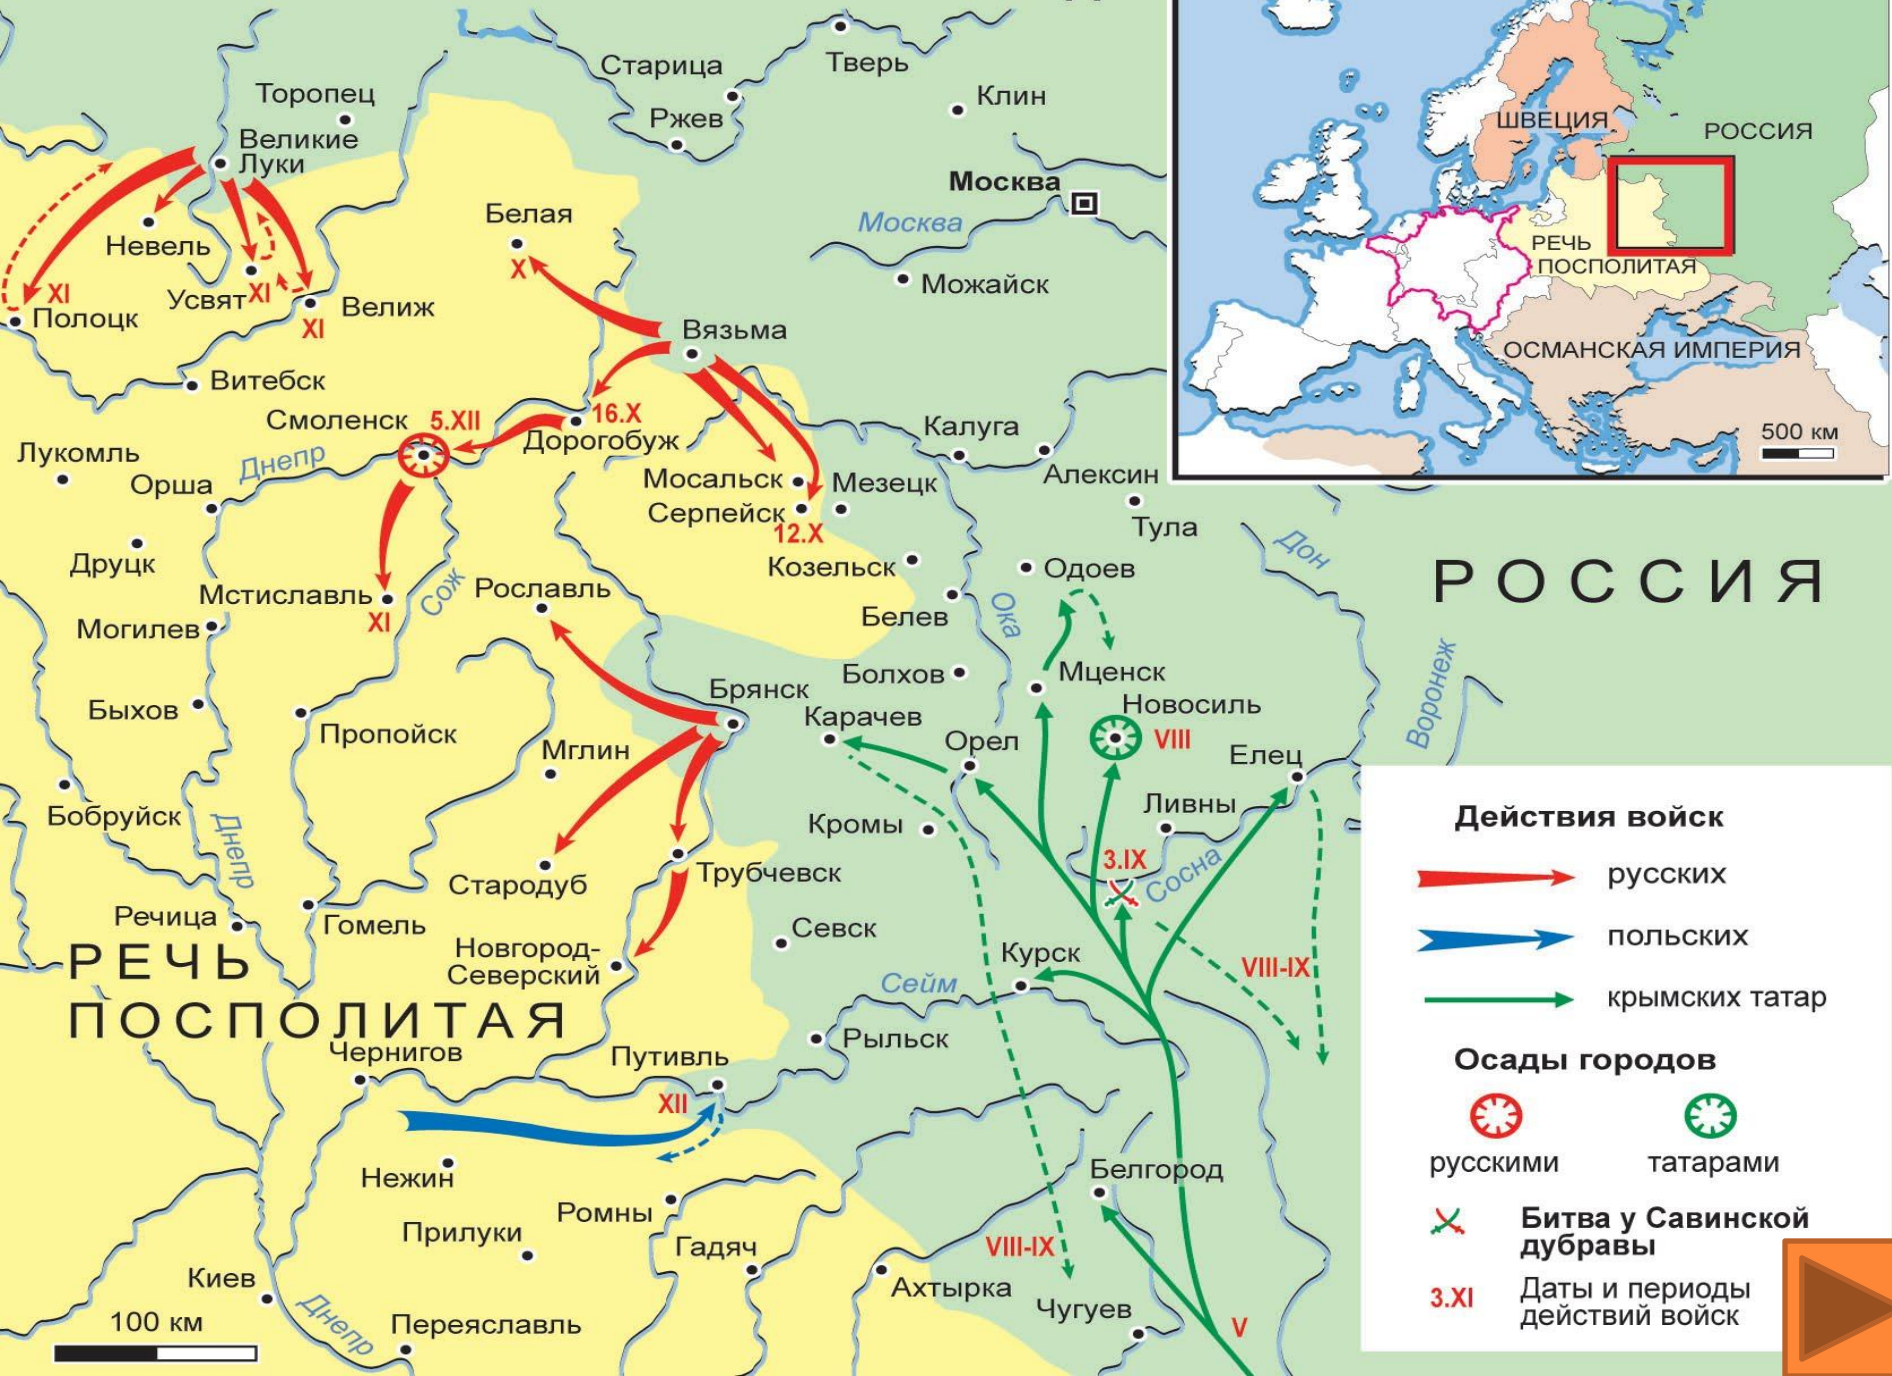 Старица
Тверь
Торопец
Ржев
Клин
Великие
Луки
Москва
Москва
Невель
Белая
X
Можайск
XI
Полоцк
Усвят
XI
Велиж
XI
Вязьма
Витебск
Смоленск
5.XII
16.X
Дорогобуж
Калуга
Лукомль
Днепр
Орша
Мосальск
Мезецк
Алексин
Серпейск
12.X
Тула
Друцк
Козельск
Дон
Одоев
Мстиславль
XI
Сож
Рославль
Белев
Ока
РОССИЯ
Могилев
Болхов
Мценск
Воронеж
Быхов
Пропойск
Брянск
Карачев
Новосиль
VIII
Мглин
Орел
Елец
Бобруйск
Днепр
Кромы
Ливны
3.IX
Сосна
Стародуб
Трубчевск
Речица
Гомель
Севск
Новгород-
Северский
Курск
VIII-IX
РЕЧЬ
ПОСПОЛИТАЯ
Сейм
Рыльск
Чернигов
Путивль
XII
Нежин
Белгород
Ромны
Прилуки
Гадяч
VIII-IX
Ахтырка
Чугуев
V
Киев
Днепр
Переяславль
100 км
ШВЕЦИЯ
РОССИЯ
РЕЧЬ
ПОСПОЛИТАЯ
ОСМАНСКАЯ ИМПЕРИЯ
500 км
Действия войск
русских
польских
крымских татар
Осады городов
русскими
татарами
Битва у Савинской
дубравы
3.XI
Даты и периоды
действий войск